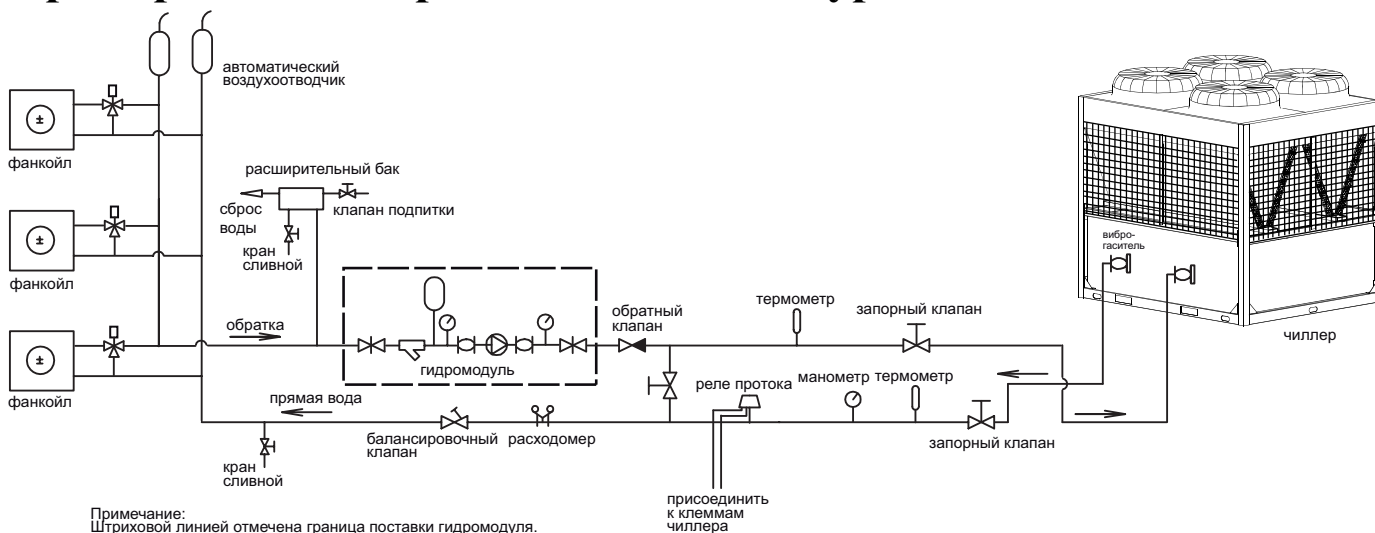 автоматический
воздухоотводчик
фанкойл
расширительный бак
сброс
воды
клапан подпитки
кран
сливной
вибро-
гаситель
фанкойл
обратка
обратный
клапан
термометр
запорный клапан
чиллер
гидромодуль
фанкойл
прямая вода
реле протока
манометр
термометр
балансировочный
клапан
расходомер
запорный клапан
кран
сливной
присоединить
к клеммам
чиллера
Примечание:
Штриховой линией отмечена граница поставки гидромодуля.